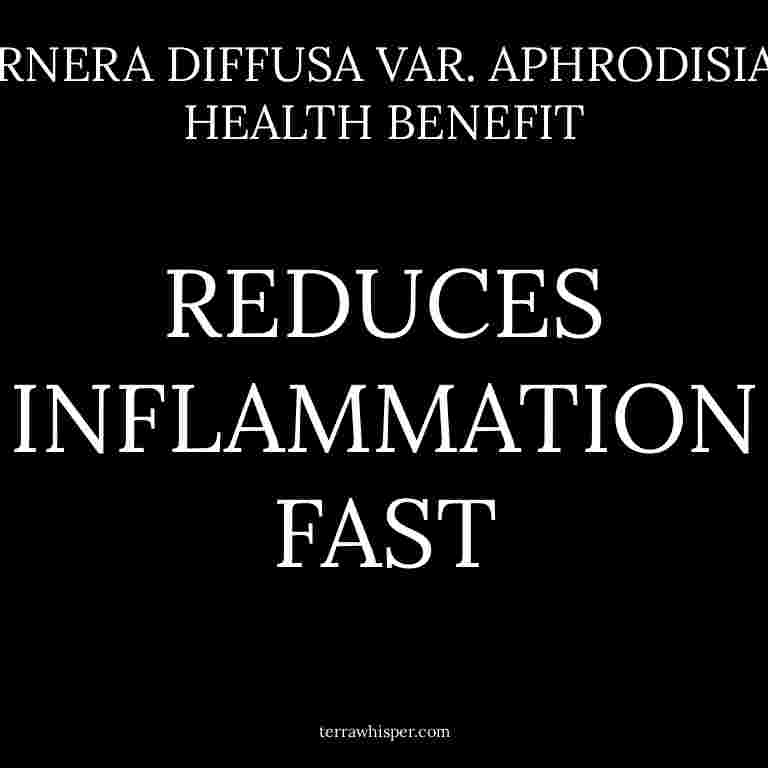 RNERA DIFFUSA VAR. APHRODISIA
HEALTH BENEFIT
REDUCES
INFLAMMATION
FAST
terrawhisper.com